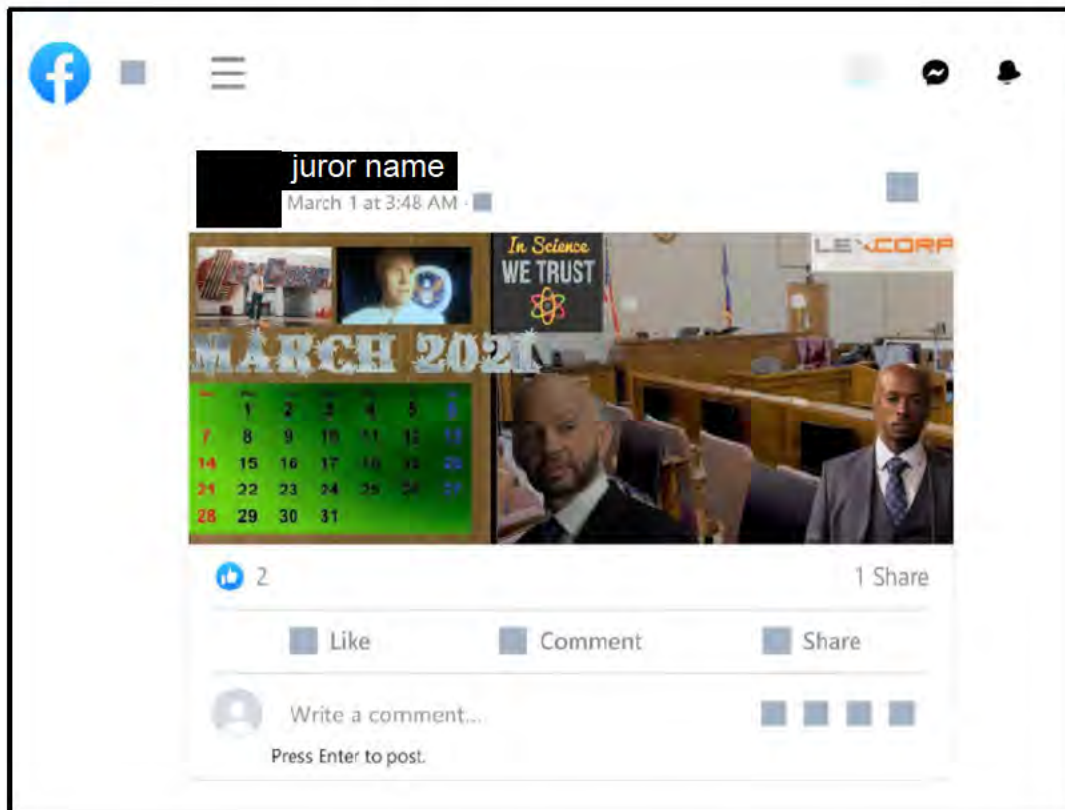 juror name
March 1 at 3:48 AM ·
In Science
WE TRUST
LEXCORP
MARCH 2021
1 2 3 4 5 6
7 8 9 10 11 12 13
14 15 16 17 18 19 20
21 22 23 24 25 26 27
28 29 30 31
2
1 Share
Like Comment Share
Write a comment...
Press Enter to post.